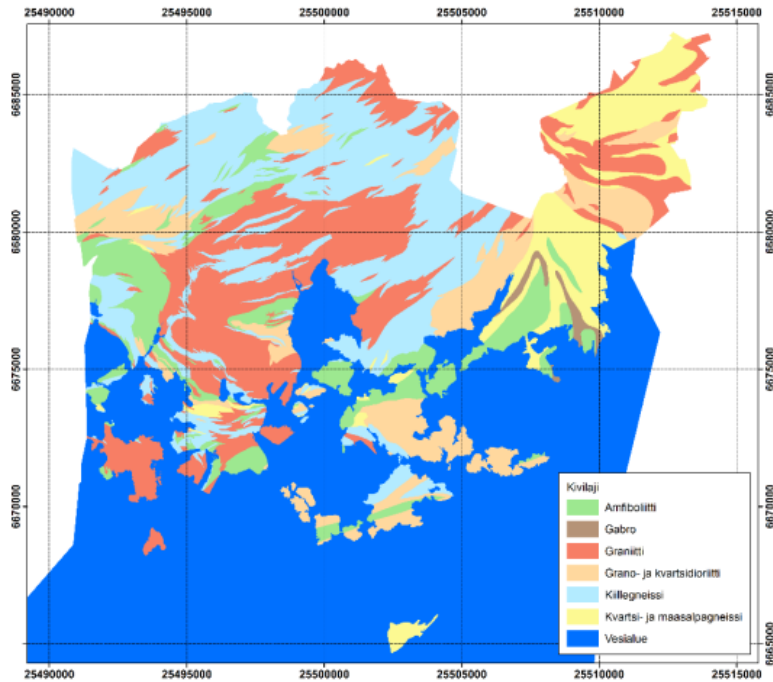 25490000 25495000 25500000 25505000 25510000 25515000
6685000 6685000
6680000 6680000
6675000 6675000
6670000 6670000
6665000
Kivilaji
Amfiboliitti
Gabro
Graniitti
Grano- ja kvartsidioriitti
Kiillegneissi
Kvartsi- ja maasälpägneissi
Vesialue
25490000 25495000 25500000 25505000 25510000 25515000